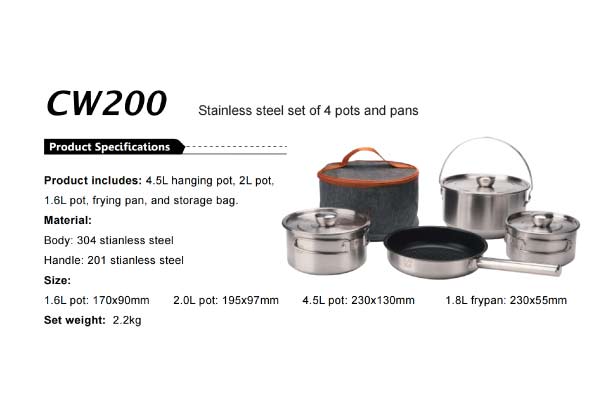 CW200
Stainless steel set of 4 pots and pans
Product Specifications
Product includes: 4.5L hanging pot, 2L pot,
1.6L pot, frying pan, and storage bag.
Material:
Body: 304 stianless steel
Handle: 201 stianless steel
Size:
1.6L pot: 170x90mm 2.0L pot: 195x97mm 4.5L pot: 230x130mm 1.8L frypan: 230x55mm
Set weight: 2.2kg